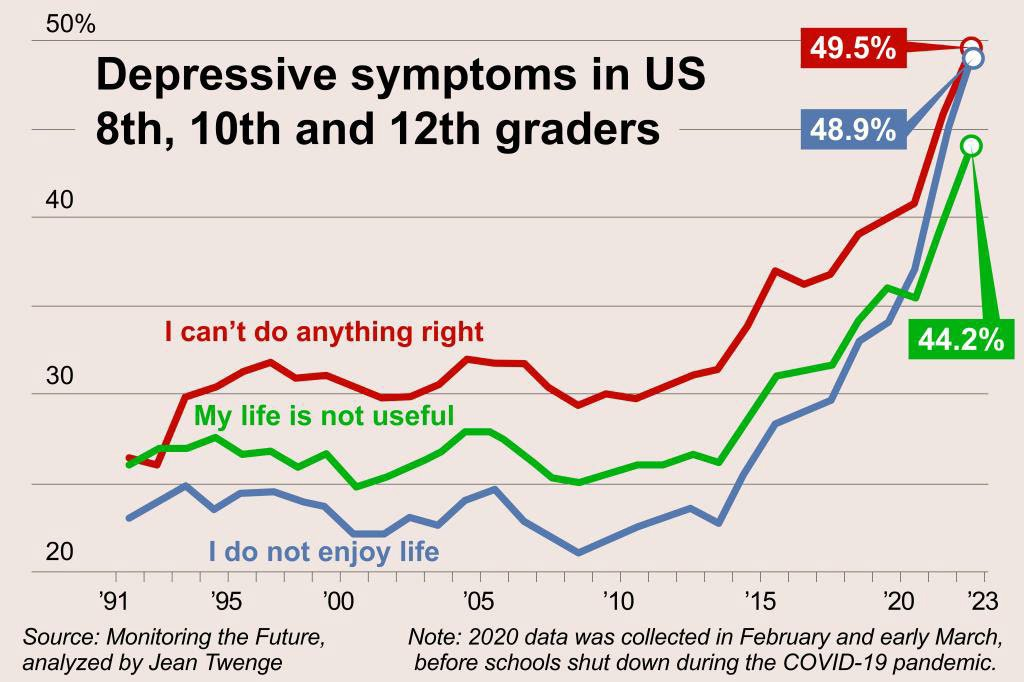 50%
Depressive symptoms in US
8th, 10th and 12th graders
49.5%
48.9%
40
44.2%
I can’t do anything right
30
My life is not useful
I do not enjoy life
20
’91 ’95 ’00 ’05 ’10 ’15 ’20 ’23
Source: Monitoring the Future,
analyzed by Jean Twenge
Note: 2020 data was collected in February and early March,
before schools shut down during the COVID-19 pandemic.